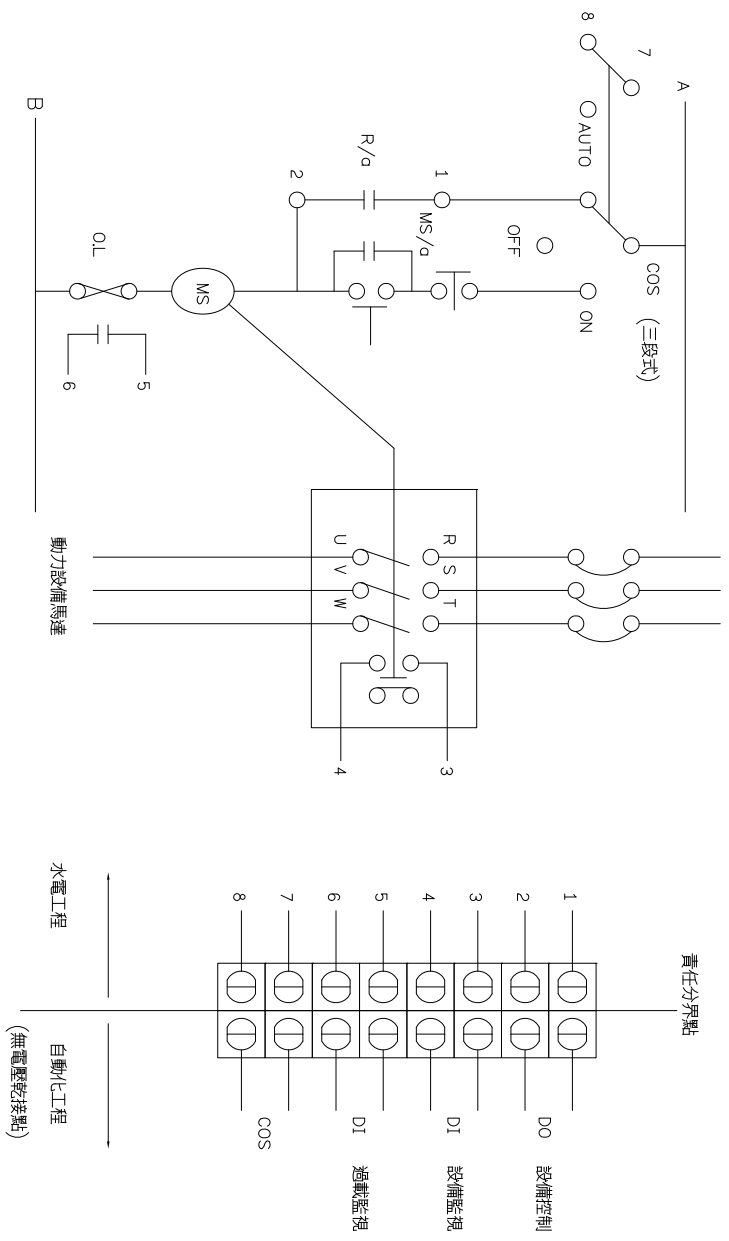 A
COS
(三段式)
7
8
AUTO
ON
OFF
1
MS/a
R/a
2
MS
O.L
5
6
B
R S T
U V W
3
4
動力設備馬達
責任分界點
1
2
DO 設備控制
3
4
DI 設備監視
5
6
DI 過載監視
7
8
COS
水電工程
自動化工程
(無電壓乾接點)